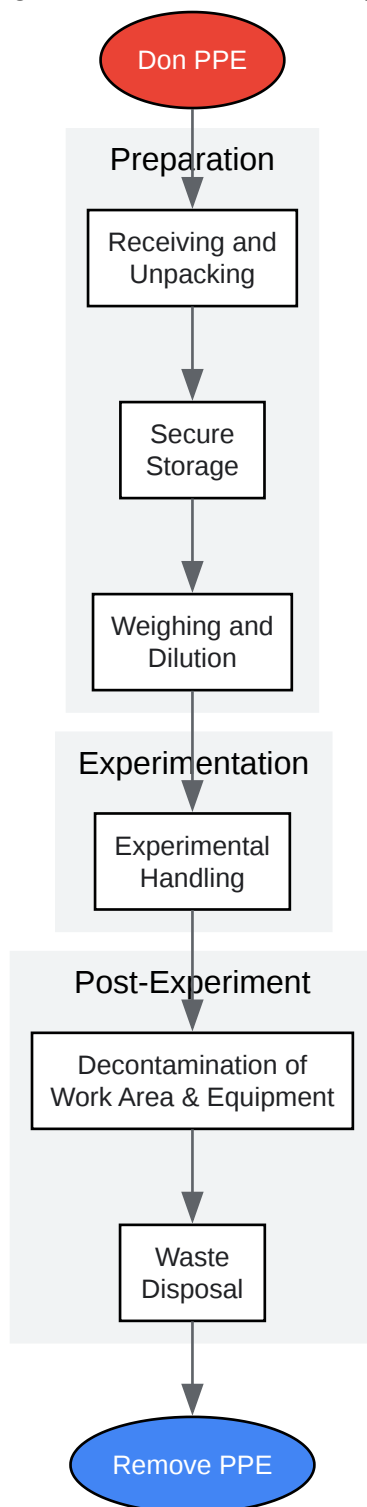 Don PPE
Preparation
Receiving and
Unpacking
Secure
Storage
Weighing and
Dilution
Experimentation
Experimental
Handling
Post-Experiment
Decontamination of
Work Area & Equipment
Waste
Disposal
Remove PPE